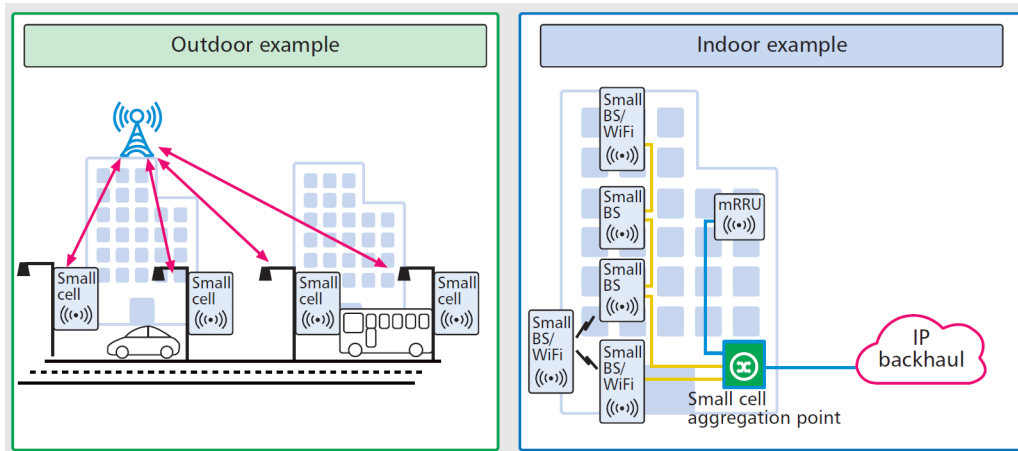 Outdoor example
Small
cell
Small
cell
Small
cell
Small
cell
Indoor example
Small
BS/
WiFi
Small
BS
mRRU
Small
BS
Small
BS/
WiFi
Small
BS/
WiFi
Small cell
aggregation point
IP
backhaul